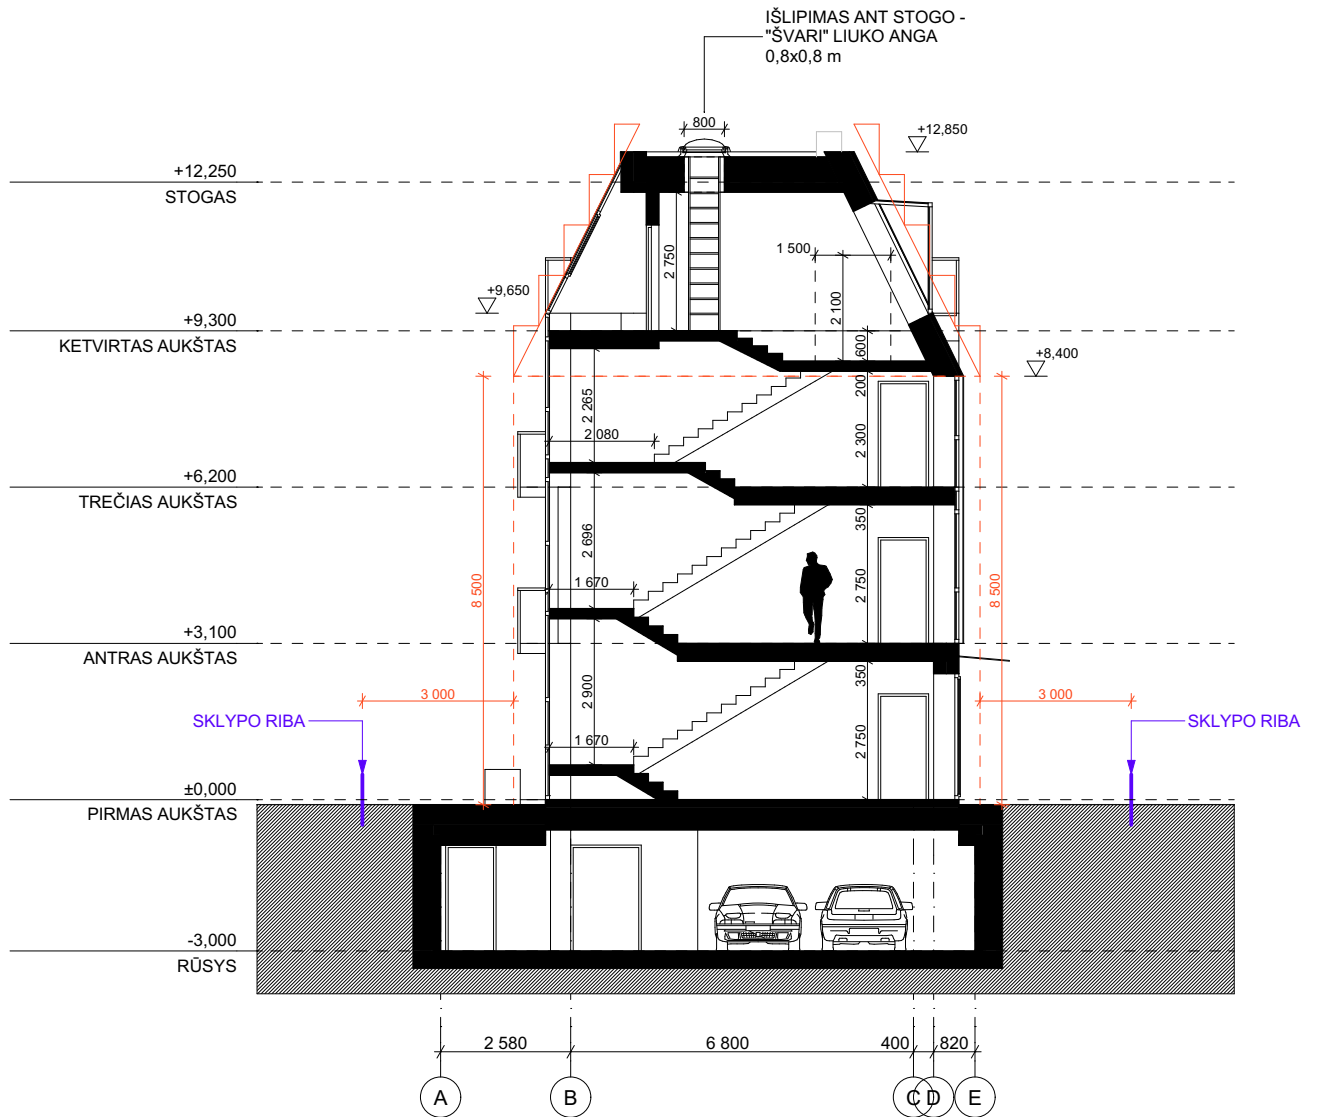 IŠLIPIMAS ANT STOGO -
"ŠVARI" LIUKO ANGA
0,8x0,8 m
800
+12,850
+12,250
STOGAS
1 500
2 750
2 100
+9,650
+9,300
KETVIRTAS AUKŠTAS
600
+8,400
200
2 265
2 080
2 300
+6,200
TREČIAS AUKŠTAS
350
2 696
2 750
1 670
8 500
8 500
+3,100
ANTRAS AUKŠTAS
350
3 000
3 000
2 900
SKLYPO RIBA
SKLYPO RIBA
1 670
2 750
±0,000
PIRMAS AUKŠTAS
-3,000
RŪSYS
2 580
6 800
400
820
A
B
C
D
E